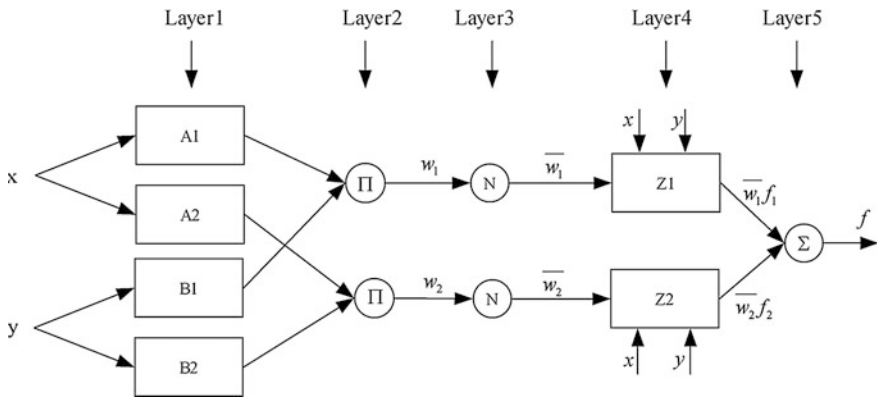 Layer1 Layer2 Layer3 Layer4 Layer5
x y
A1
w₁ w̅₁ w̅₁f₁
x Π N Z1
A2
f
Σ
B1
w₂ w̅₂ w̅₂f₂
y Π N Z2
B2
x y